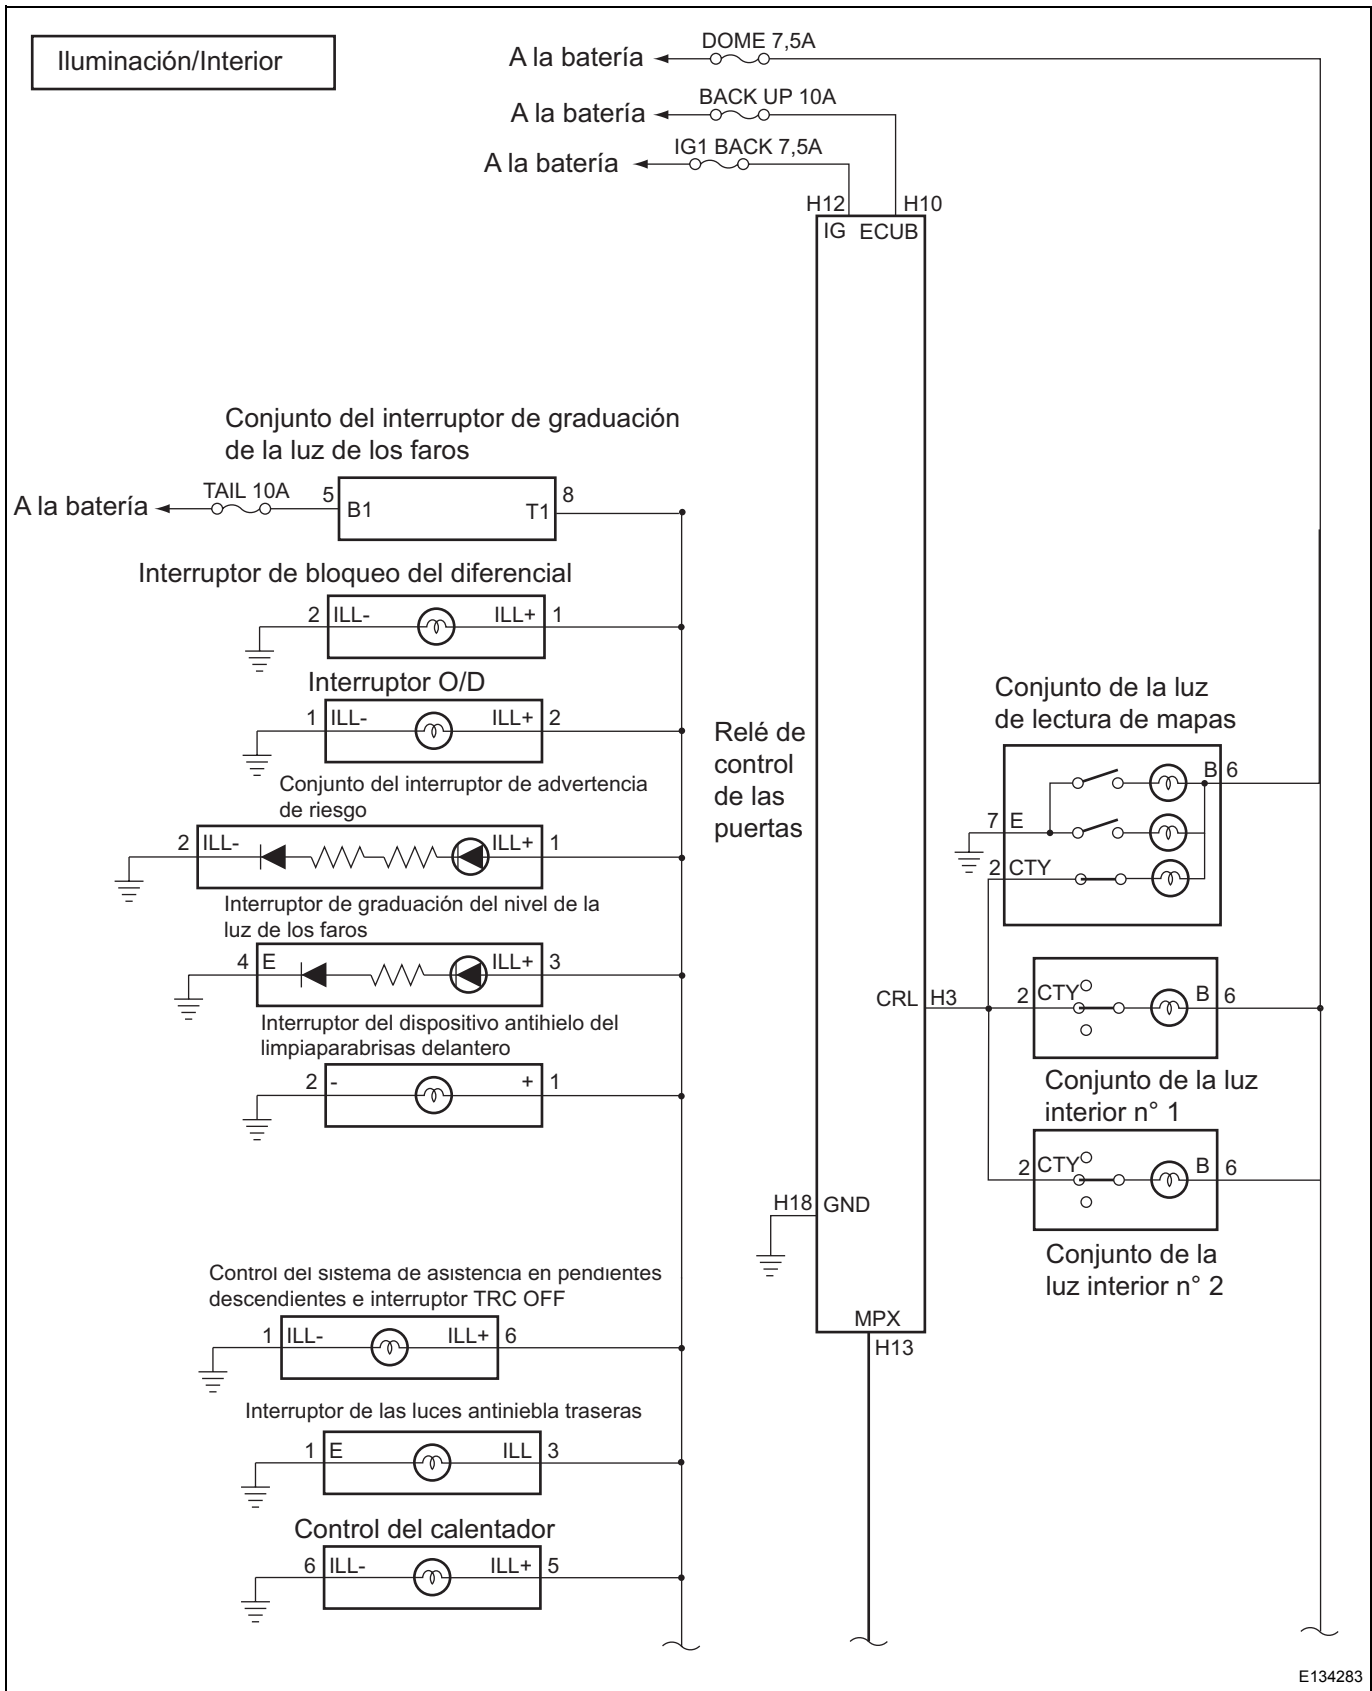 Iluminación/Interior
A la batería
DOME 7,5A
A la batería
BACK UP 10A
A la batería
IG1 BACK 7,5A
H12
H10
IG
ECUB
Conjunto del interruptor de graduación
de la luz de los faros
A la batería
TAIL 10A
5
B1
T1
8
Interruptor de bloqueo del diferencial
2
ILL-
ILL+
1
Interruptor O/D
1
ILL-
ILL+
2
Conjunto del interruptor de advertencia
de riesgo
2
ILL-
ILL+
1
Interruptor de graduación del nivel de la
luz de los faros
4
E
ILL+
3
Interruptor del dispositivo antihielo del
limpiaparabrisas delantero
2
-
+
1
Control del sistema de asistencia en pendientes
descendientes e interruptor TRC OFF
1
ILL-
ILL+
6
Interruptor de las luces antiniebla traseras
1
E
ILL
3
Control del calentador
6
ILL-
ILL+
5
Relé de
control
de las
puertas
CRL
H3
H18
GND
MPX
H13
Conjunto de la luz
de lectura de mapas
B
6
7
E
2
CTY
2
CTY
B
6
Conjunto de la luz
interior n° 1
2
CTY
B
6
Conjunto de la
luz interior n° 2
E134283